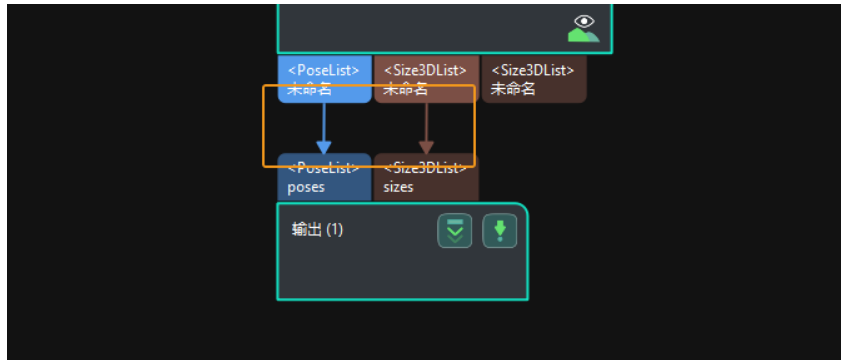 <PoseList> <Size3DList> <Size3DList>
未命名 未命名 未命名
<PoseList> <Size3DList>
poses sizes
输出 (1)